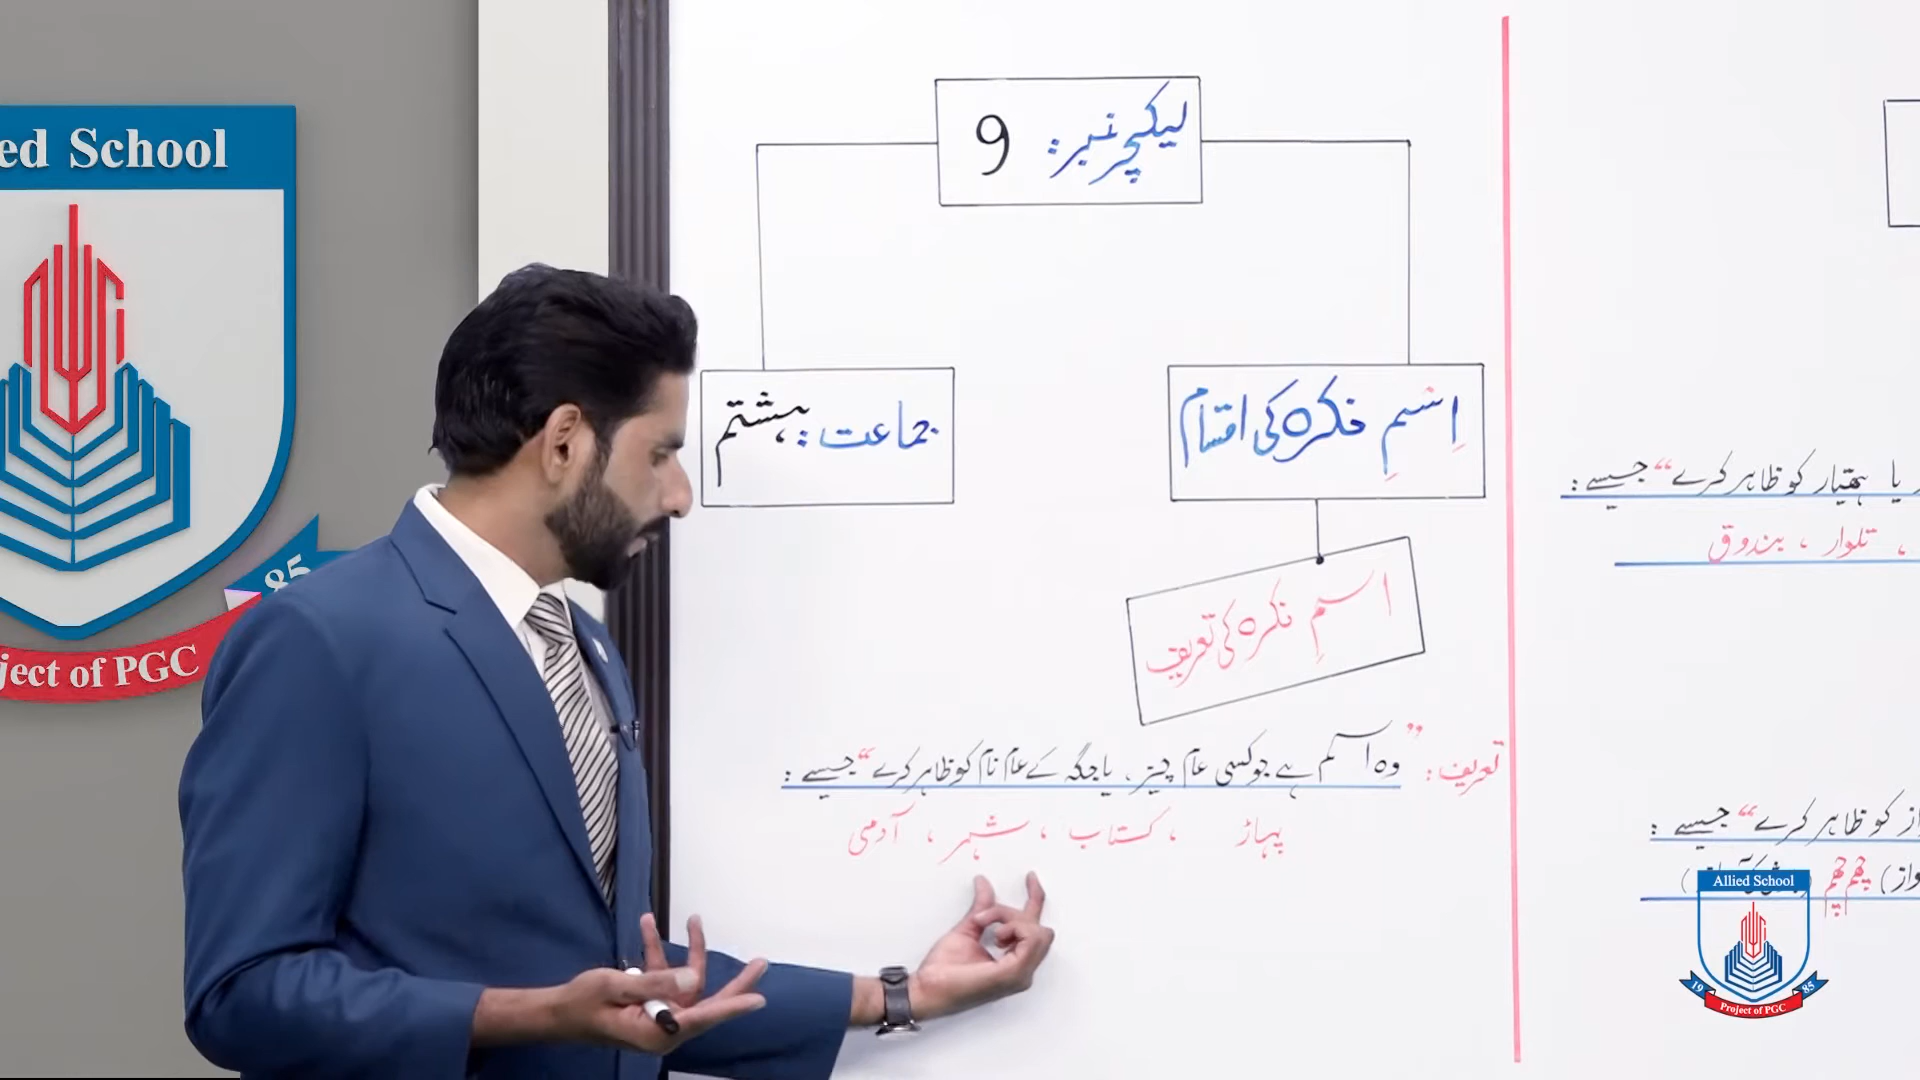 ed School
ject of PGC
85
لیکچر نمبر: 9
جماعت: ہشتم
اِسمِ نکرہ کی اقسام
اسمِ نکرہ کی تعریف
تعریف: ”وہ اسم ہے جو کسی عام چیز، یا جگہ کے عام نام کو ظاہر کرے“ جیسے:
پہاڑ ، کتاب ، شہر ، آدمی
یا ہتھیار کو ظاہر کرے“ جیسے:
، تلوار ، بندوق
از کو ظاہر کرے“ جیسے:
واز) چھم چھم
Allied School
19 85
Project of PGC